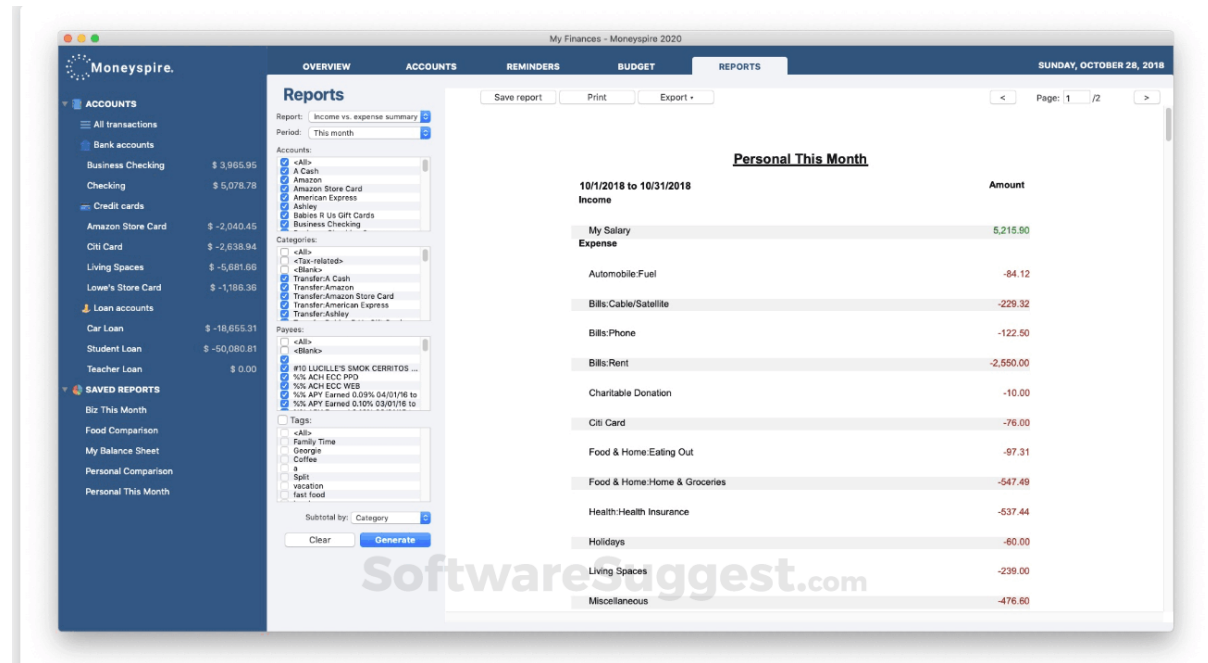 My Finances - Moneyspire 2020
Moneyspire.
OVERVIEW ACCOUNTS REMINDERS BUDGET REPORTS SUNDAY, OCTOBER 28, 2018
ACCOUNTS
All transactions
Bank accounts
Business Checking $ 3,965.95
Checking $ 5,078.78
Credit cards
Amazon Store Card $ -2,040.45
Citi Card $ -2,638.94
Living Spaces $ -5,681.66
Lowe's Store Card $ -1,186.36
Loan accounts
Car Loan $ -18,655.31
Student Loan $ -50,080.81
Teacher Loan $ 0.00
SAVED REPORTS
Biz This Month
Food Comparison
My Balance Sheet
Personal Comparison
Personal This Month
Reports
Report: Income vs. expense summary
Period: This month
Accounts:
<All>
A Cash
Amazon
Amazon Store Card
American Express
Ashley
Babies R Us Gift Cards
Business Checking
Categories:
<All>
<Tax-related>
<Blank>
Transfer:A Cash
Transfer:Amazon
Transfer:Amazon Store Card
Transfer:American Express
Transfer:Ashley
Payees:
<All>
<Blank>
#10 LUCILLE'S SMOK CERRITOS ...
%% ACH ECC PPD
%% ACH ECC WEB
%% APY Earned 0.09% 04/01/16 to
%% APY Earned 0.10% 03/01/16 to
Tags:
<All>
Family Time
Georgie
Coffee
a
Split
vacation
fast food
Subtotal by: Category
Clear Generate
Save report Print Export
< Page: 1 /2 >
Personal This Month
10/1/2018 to 10/31/2018 Amount
Income
My Salary 5,215.90
Expense
Automobile:Fuel -84.12
Bills:Cable/Satellite -229.32
Bills:Phone -122.50
Bills:Rent -2,550.00
Charitable Donation -10.00
Citi Card -76.00
Food & Home:Eating Out -97.31
Food & Home:Home & Groceries -547.49
Health:Health Insurance -537.44
Holidays -60.00
Living Spaces -239.00
Miscellaneous -476.60
SoftwareSuggest.com